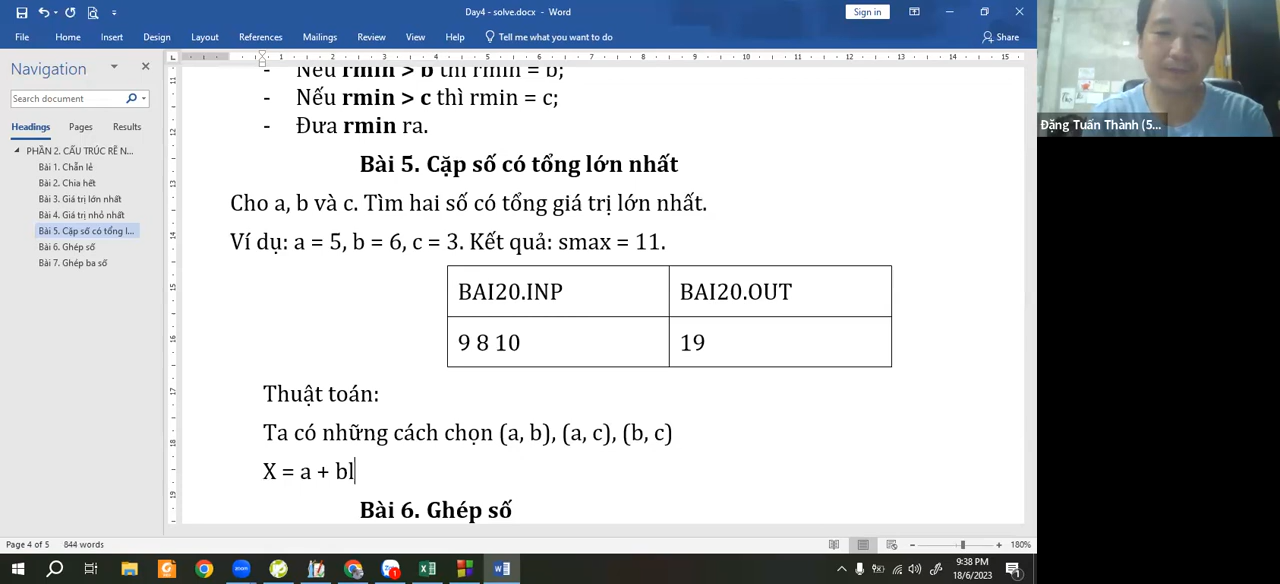 Day4 - solve.docx - Word
Sign in
File Home Insert Design Layout References Mailings Review View Help Tell me what you want to do Share
Navigation
Search document
Headings Pages Results
PHẦN 2. CẤU TRÚC RẼ N...
Bài 1. Chẵn lẻ
Bài 2. Chia hết
Bài 3. Giá trị lớn nhất
Bài 4. Giá trị nhỏ nhất
Bài 5. Cặp số có tổng l...
Bài 6. Ghép số
Bài 7. Ghép ba số
- Nếu rmin > b thì rmin = b;
- Nếu rmin > c thì rmin = c;
- Đưa rmin ra.
Bài 5. Cặp số có tổng lớn nhất
Cho a, b và c. Tìm hai số có tổng giá trị lớn nhất.
Ví dụ: a = 5, b = 6, c = 3. Kết quả: smax = 11.
BAI20.INP BAI20.OUT
9 8 10 19
Thuật toán:
Ta có những cách chọn (a, b), (a, c), (b, c)
X = a + bl
Bài 6. Ghép số
Đặng Tuấn Thành (5...
Page 4 of 5 844 words
180%
zoom
9:38 PM
18/6/2023